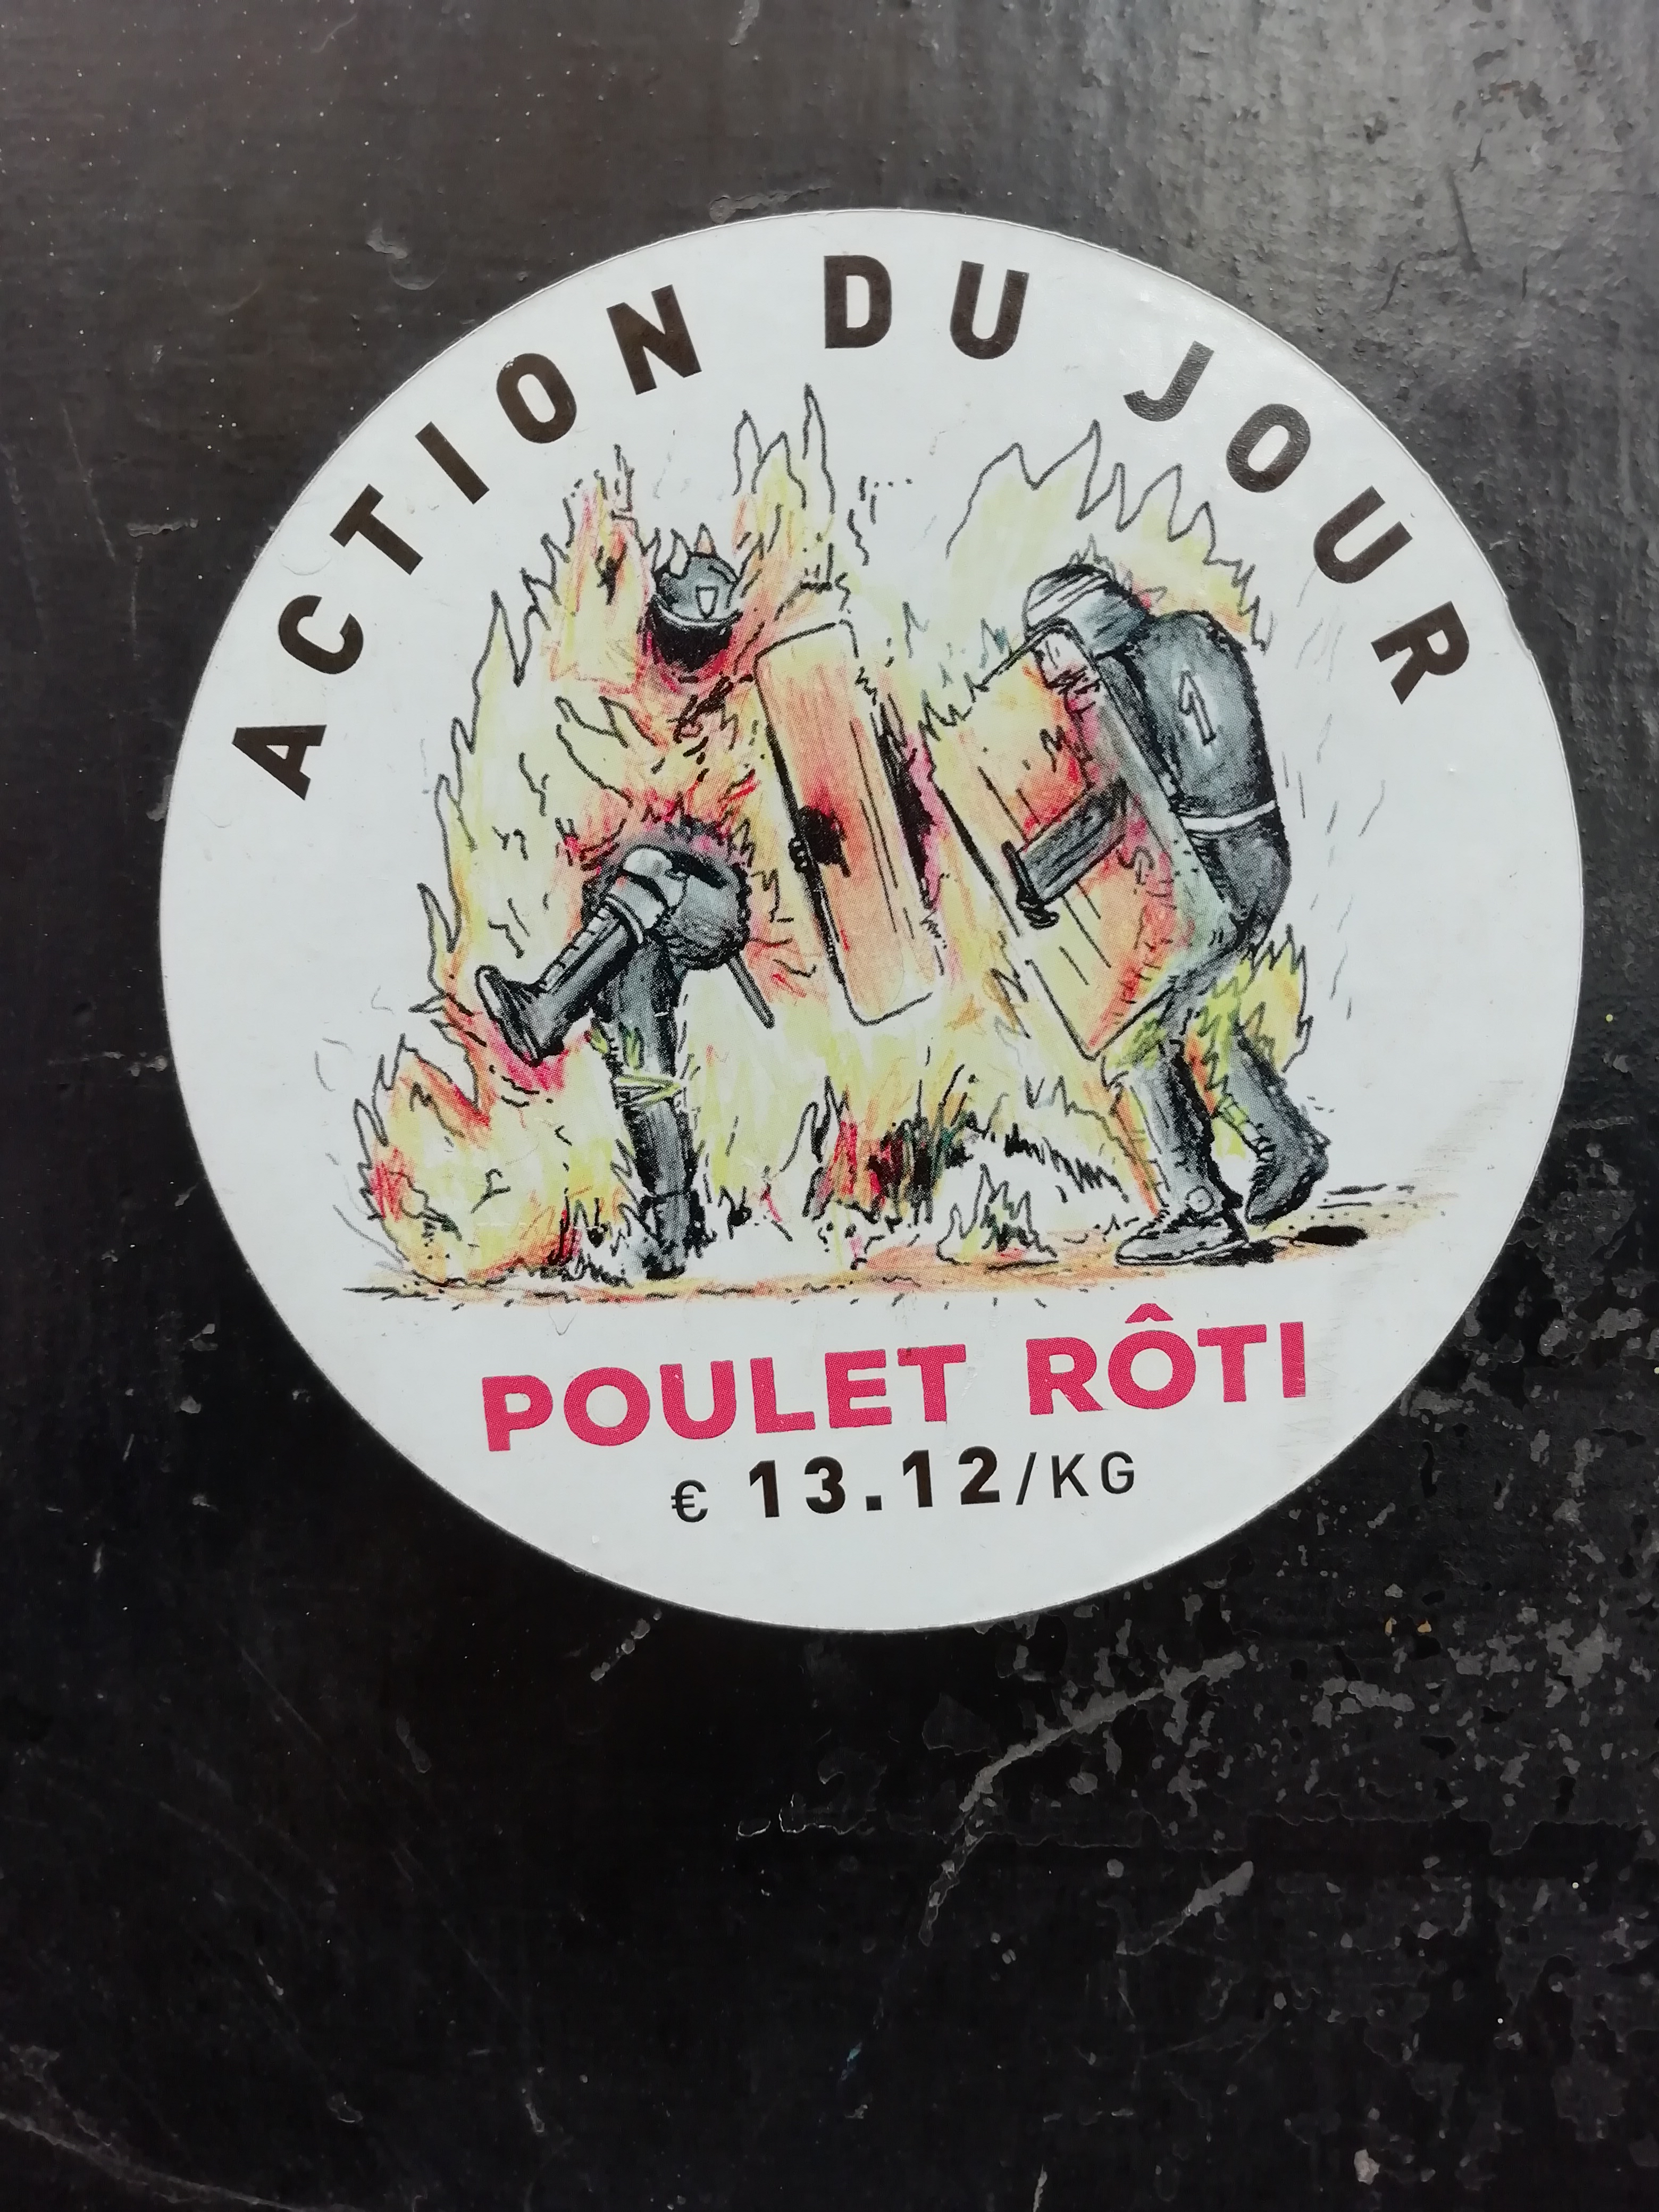 ACTION DU JOUR
POULET RÔTI
€ 13.12/KG